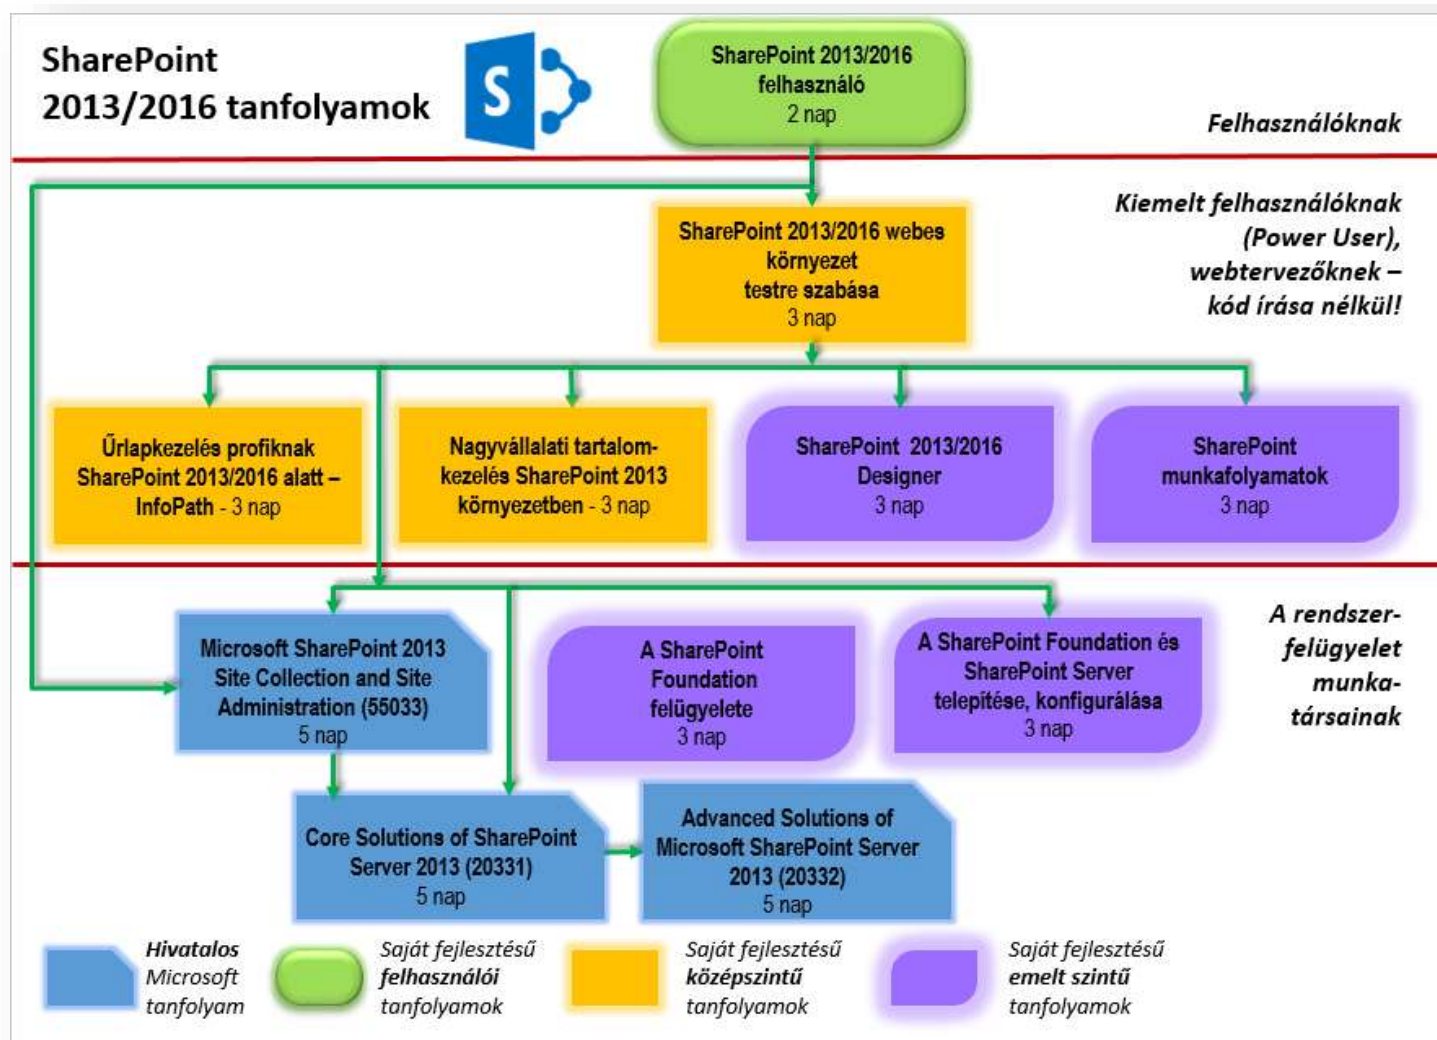 SharePoint
2013/2016 tanfolyamok
S
SharePoint 2013/2016
felhasználó
2 nap
Felhasználóknak
Kiemelt felhasználóknak
(Power User),
webtervezőknek –
kód írása nélkül!
SharePoint 2013/2016 webes
környezet
testre szabása
3 nap
Űrlapkezelés profiknak
SharePoint 2013/2016 alatt –
InfoPath - 3 nap
Nagyvállalati tartalom-
kezelés SharePoint 2013
környezetben - 3 nap
SharePoint 2013/2016
Designer
3 nap
SharePoint
munkafolyamatok
3 nap
A rendszer-
felügyelet
munka-
társainak
Microsoft SharePoint 2013
Site Collection and Site
Administration (55033)
5 nap
A SharePoint
Foundation
felügyelete
3 nap
A SharePoint Foundation és
SharePoint Server
telepítése, konfigurálása
3 nap
Core Solutions of SharePoint
Server 2013 (20331)
5 nap
Advanced Solutions of
Microsoft SharePoint Server
2013 (20332)
5 nap
Hivatalos
Microsoft
tanfolyam
Saját fejlesztésű
felhasználói
tanfolyamok
Saját fejlesztésű
középszintű
tanfolyamok
Saját fejlesztésű
emelt szintű
tanfolyamok